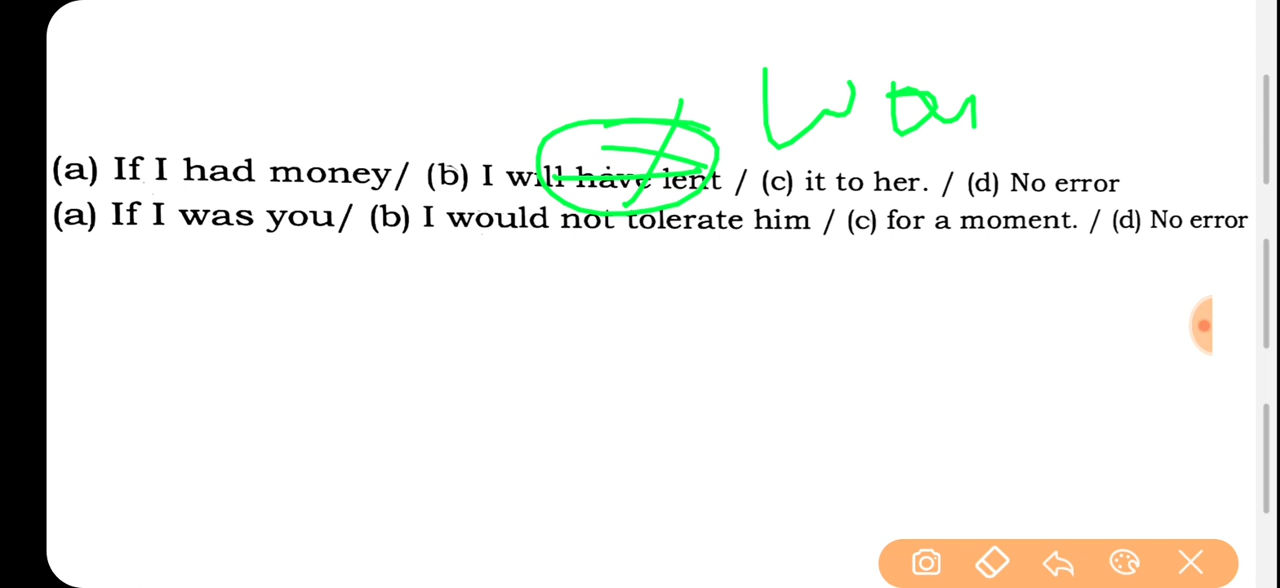 (a) If I had money/ (b) I will have lent / (c) it to her. / (d) No error
(a) If I was you/ (b) I would not tolerate him / (c) for a moment. / (d) No error